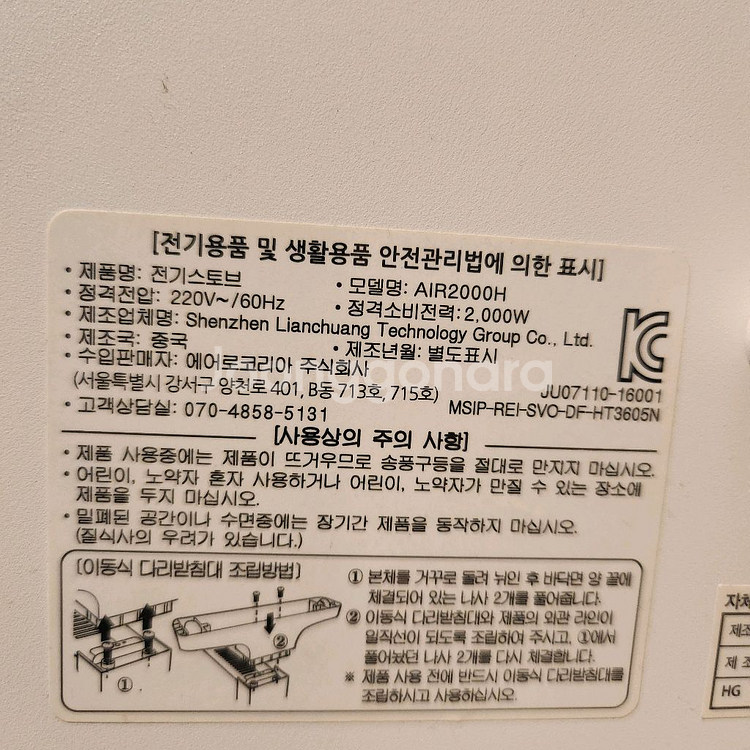 [전기용품 및 생활용품 안전관리법에 의한 표시]
• 제품명: 전기스토브 • 모델명: AIR2000H
• 정격전압: 220V~/60Hz • 정격소비전력: 2,000W
• 제조업체명: Shenzhen Lianchuang Technology Group Co., Ltd.
• 제조국: 중국 • 제조년월: 별도표시
• 수입판매자: 에어로코리아 주식회사
(서울특별시 강서구 양천로 401, B동 713호, 715호)
• 고객상담실: 070-4858-5131
JU07110-16001
MSIP-REI-SVO-DF-HT3605N
[사용상의 주의 사항]
• 제품 사용중에는 제품이 뜨거우므로 송풍구등을 절대로 만지지 마십시오.
• 어린이, 노약자 혼자 사용하거나 어린이, 노약자가 만질 수 있는 장소에
제품을 두지 마십시오.
• 밀폐된 공간이나 수면중에는 장기간 제품을 동작하지 마십시오.
(질식사의 우려가 있습니다.)
[이동식 다리받침대 조립방법]
① 본체를 거꾸로 돌려 뉘인 후 바닥면 양 끝에
체결되어 있는 나사 2개를 풀어줍니다.
② 이동식 다리받침대와 제품의 외관 라인이
일직선이 되도록 조립하여 주시고, ①에서
풀어놨던 나사 2개를 다시 체결합니다.
※ 제품 사용 전에 반드시 이동식 다리받침대를
조립하시고 사용하십시오.
①
②
자체
제조
제 조
HG